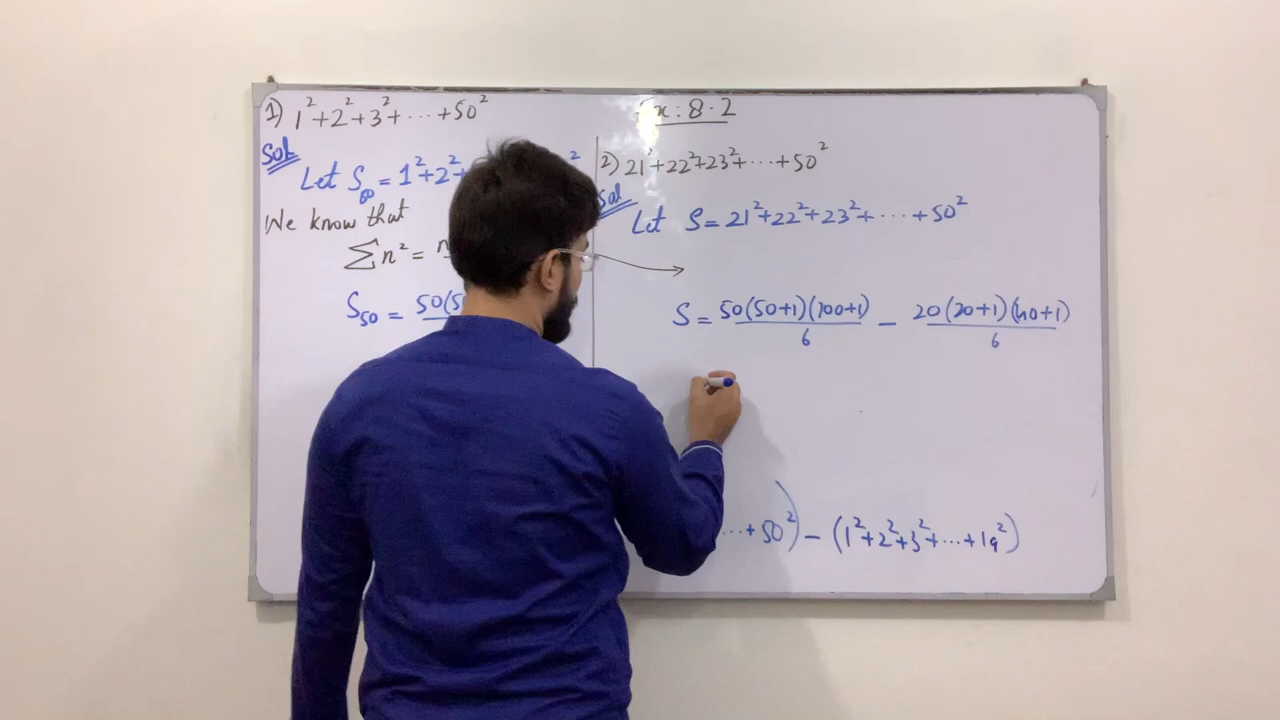 1) 1²+2²+3²+⋯+50²
Sol
Let S₅₀ = 1²+2²+ ²
We know that
∑n² = n
S₅₀ = 50(5
Ex: 8.2
2) 21²+22²+23²+⋯+50²
Sol
Let S = 21²+22²+23²+⋯+50²
S = 50(50+1)(100+1)/6 − 20(20+1)(40+1)/6
⋯+50²) − (1²+2²+3²+⋯+19²)